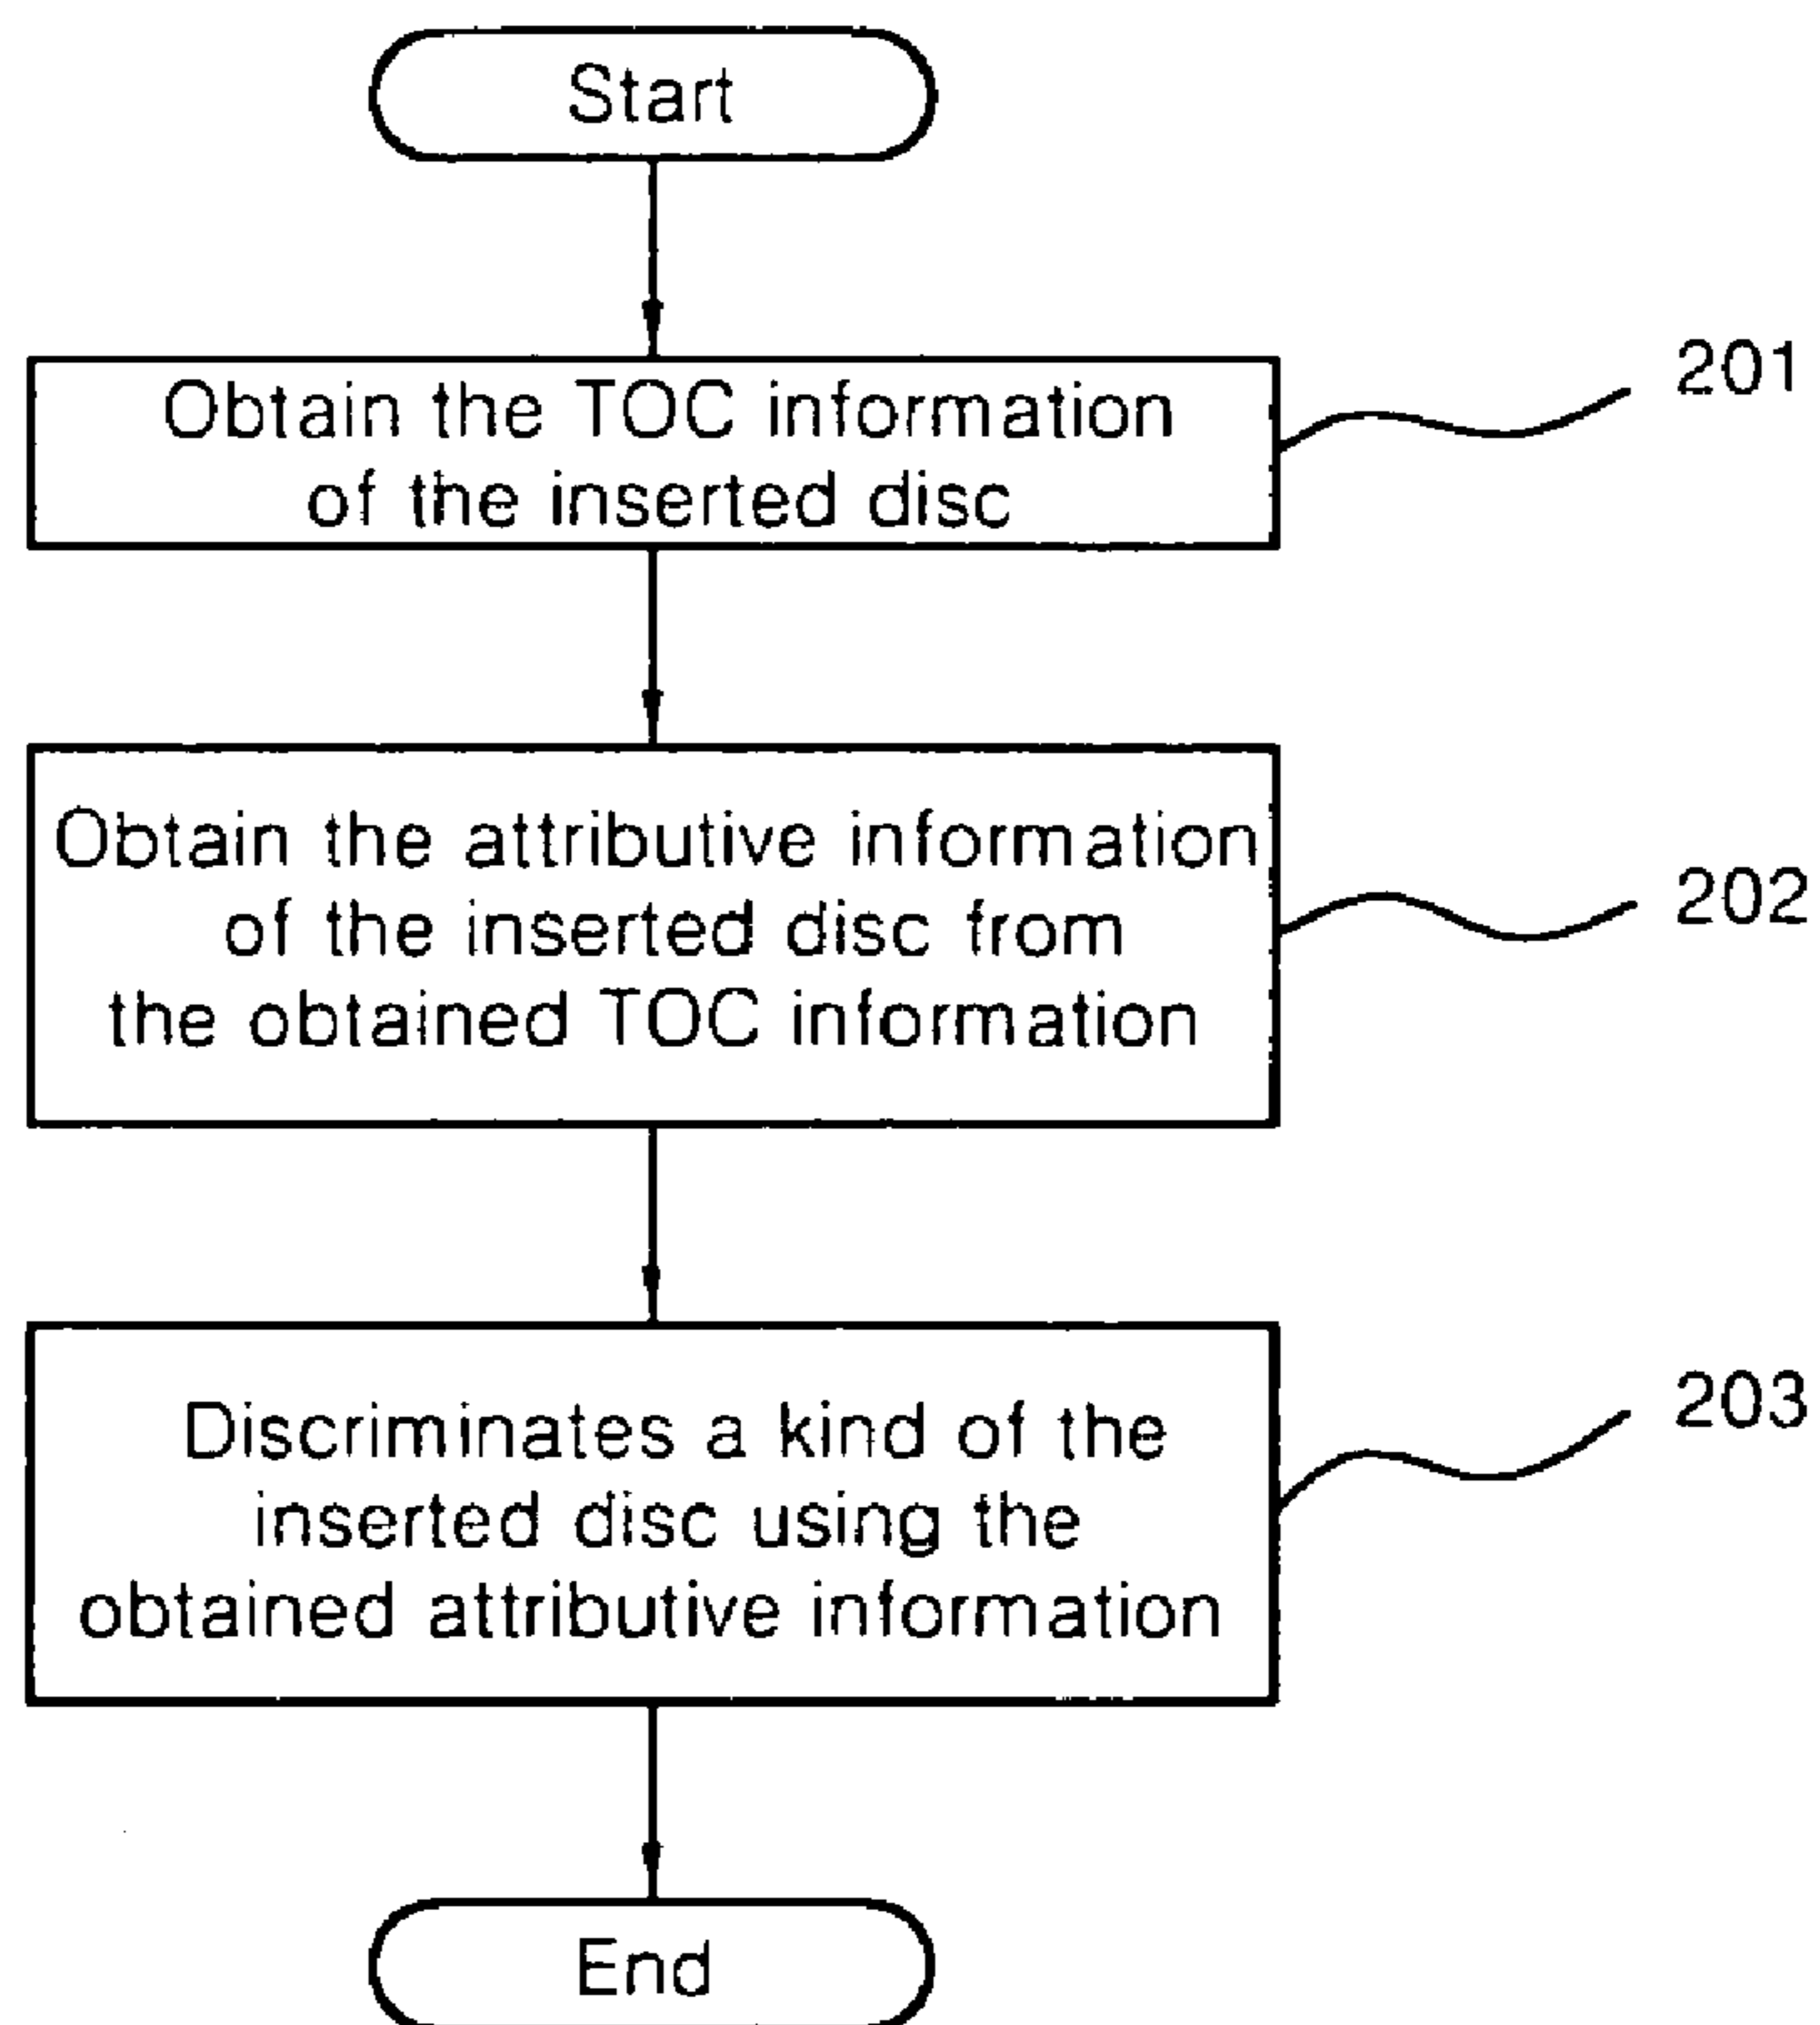 Start
Obtain the TOC information
of the inserted disc
201
Obtain the attributive information
of the inserted disc from
the obtained TOC information
202
Discriminates a kind of the
inserted disc using the
obtained attributive information
203
End